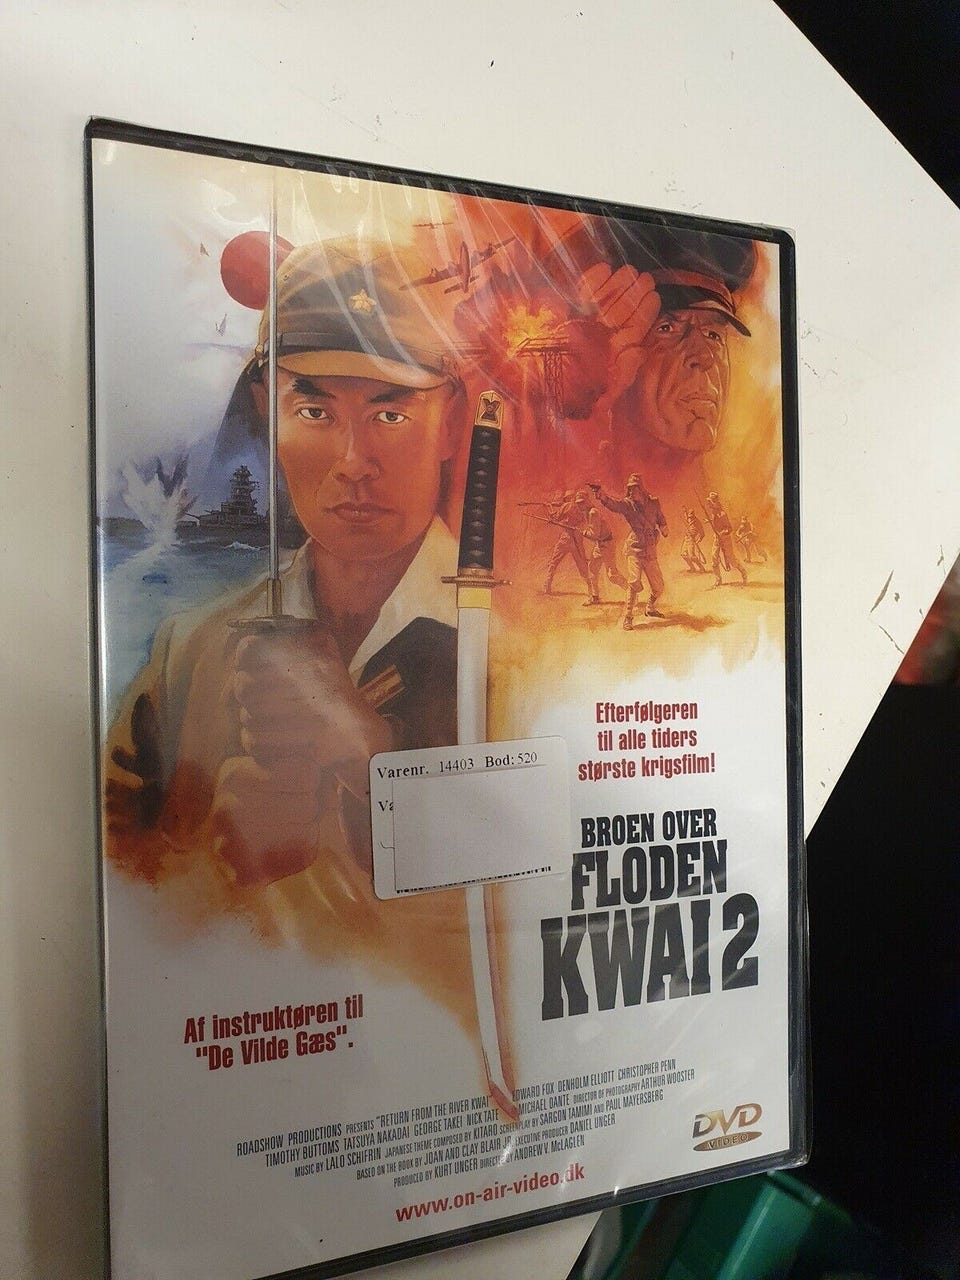 Efterfølgeren
til alle tiders
største krigsfilm!
Varenr. 14403 Bod: 520
BROEN OVER
FLODEN
KWAI 2
Af instruktøren til
"De Vilde Gæs".
ROADSHOW PRODUCTIONS PRESENTS "RETURN FROM THE RIVER KWAI" EDWARD FOX DENHOLM ELLIOTT CHRISTOPHER PENN
TIMOTHY BUTTOMS TATSUYA NAKADAI GEORGE TAKEI NICK TATE MICHAEL DANTE DIRECTOR OF PHOTOGRAPHY ARTHUR WOOSTER
MUSIC BY LALO SCHIFRIN JAPANESE THEME COMPOSED BY KITARO SCREENPLAY BY SARGON TAMIMI AND PAUL MAYERSBERG
BASED ON THE BOOK BY JOAN AND CLAY BLAIR JR. EXECUTIVE PRODUCER DANIEL UNGER
PRODUCED BY KURT UNGER DIRECTED BY ANDREW V. McLAGLEN
DVD
VIDEO
www.on-air-video.dk